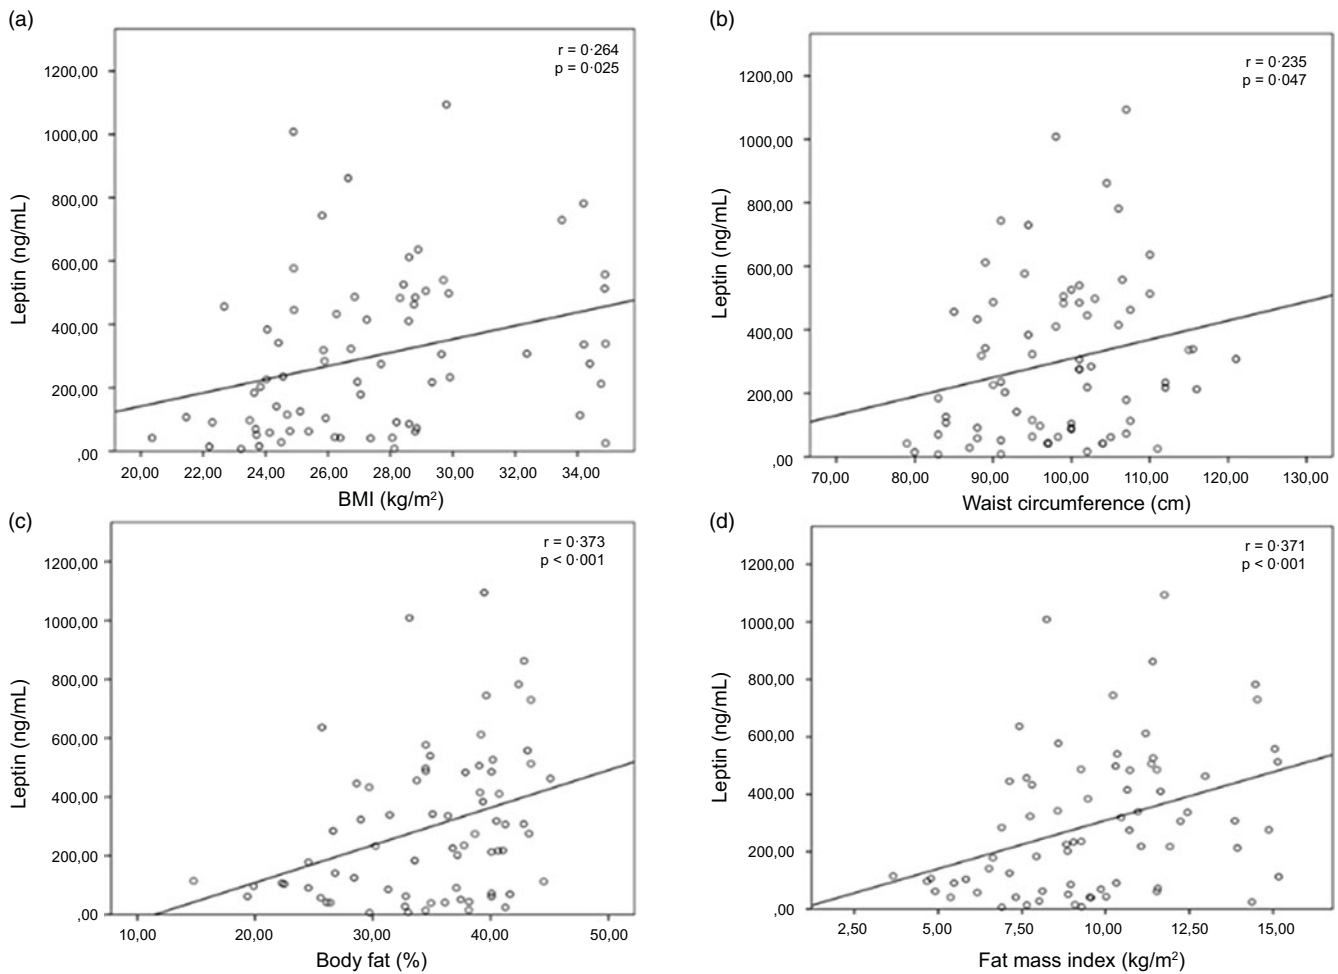 (a)
r = 0·264
p = 0·025
1200,00
1000,00
800,00
600,00
400,00
200,00
,00
Leptin (ng/mL)
20,00 22,00 24,00 26,00 28,00 30,00 32,00 34,00
BMI (kg/m²)
(b)
r = 0·235
p = 0·047
1200,00
1000,00
800,00
600,00
400,00
200,00
,00
Leptin (ng/mL)
70,00 80,00 90,00 100,00 110,00 120,00 130,00
Waist circumference (cm)
(c)
r = 0·373
p < 0·001
1200,00
1000,00
800,00
600,00
400,00
200,00
,00
Leptin (ng/mL)
10,00 20,00 30,00 40,00 50,00
Body fat (%)
(d)
r = 0·371
p < 0·001
1200,00
1000,00
800,00
600,00
400,00
200,00
,00
Leptin (ng/mL)
2,50 5,00 7,50 10,00 12,50 15,00
Fat mass index (kg/m²)